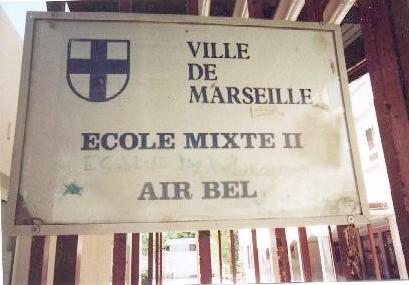 VILLE
DE
MARSEILLE
ECOLE MIXTE II
AIR BEL